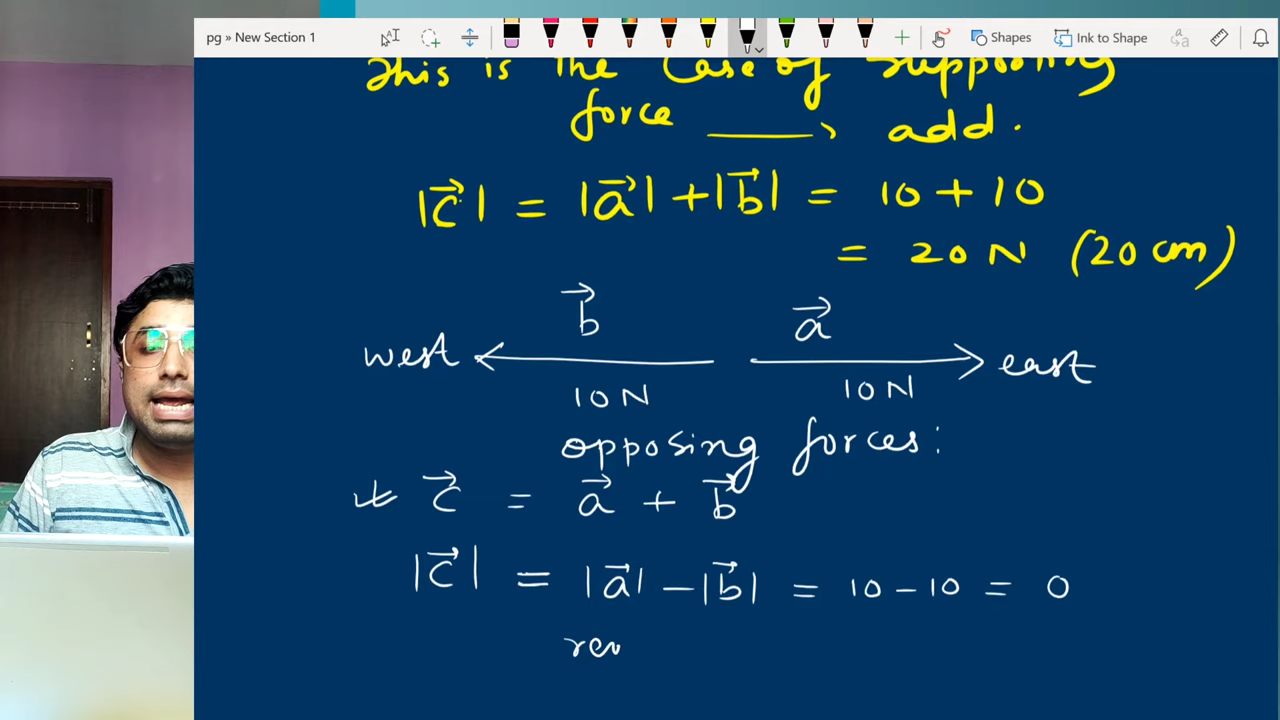 pg » New Section 1
Shapes
Ink to Shape
This is the case of supporting
force ⟶ add.
|c⃗| = |a⃗| + |b⃗| = 10 + 10
= 20 N (20 cm)
b⃗ a⃗
west east
10 N 10 N
opposing forces:
c⃗ = a⃗ + b⃗
|c⃗| = |a⃗| − |b⃗| = 10 − 10 = 0
rev